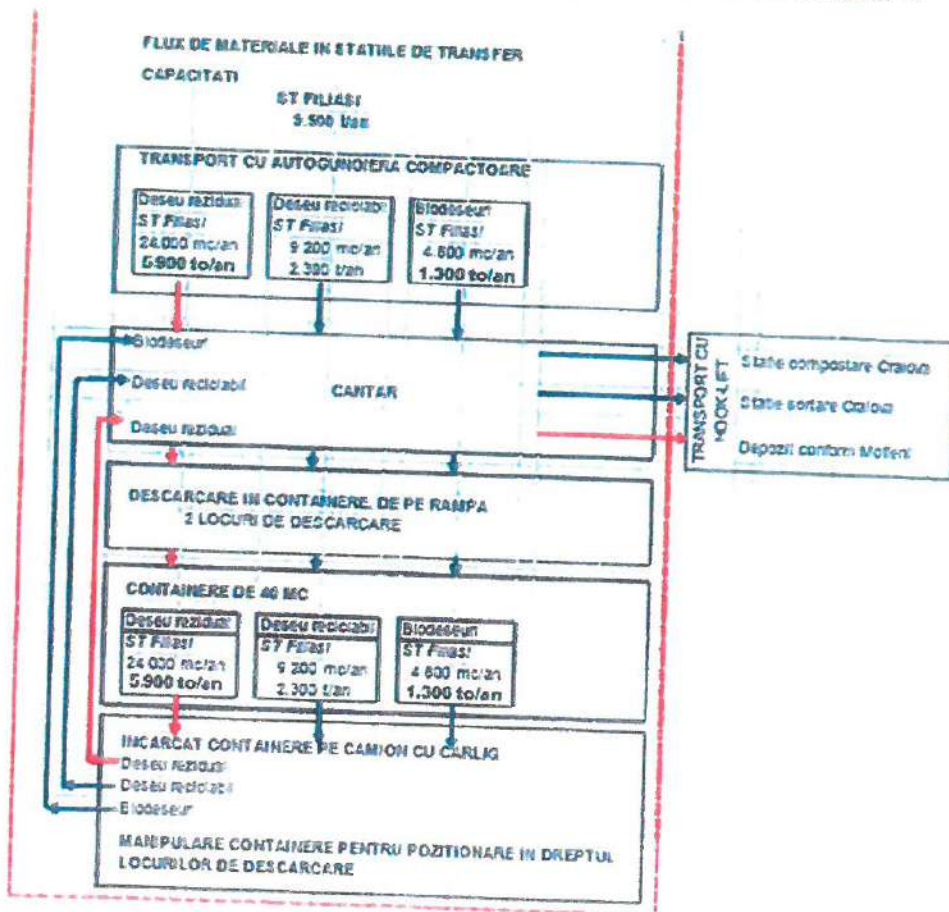 FLUX DE MATERIALE IN STATIILE DE TRANSFER
CAPACITATI
ST FILIASI
9.500 t/an
TRANSPORT CU AUTOGUNOIERA COMPACTOARE
Deseu rezidual
ST Filiasi
24.000 mc/an
5.900 to/an
Deseu reciclabil
ST Filiasi
9 200 mc/an
2.300 t/an
Biodeseuri
ST Filiasi
4.800 mc/an
1.300 to/an
Biodeseuri
Deseu reciclabil
Deseu rezidual
CANTAR
TRANSPORT CU
HOOK-LIFT
Statie compostare Craiova
Statie sortare Craiova
Depozit conform Mofleni
DESCARCARE IN CONTAINERE, DE PE RAMPA
2 LOCURI DE DESCARCARE
CONTAINERE DE 40 MC
Deseu rezidual
ST Filiasi
24 000 mc/an
5.900 to/an
Deseu reciclabil
ST Filiasi
9 200 mc/an
2.300 t/an
Biodeseuri
ST Filiasi
4 800 mc/an
1.300 to/an
INCARCAT CONTAINERE PE CAMION CU CARLIG
Deseu rezidual
Deseu reciclabil
Biodeseuri
MANIPULARE CONTAINERE PENTRU POZITIONARE IN DREPTUL
LOCURILOR DE DESCARCARE